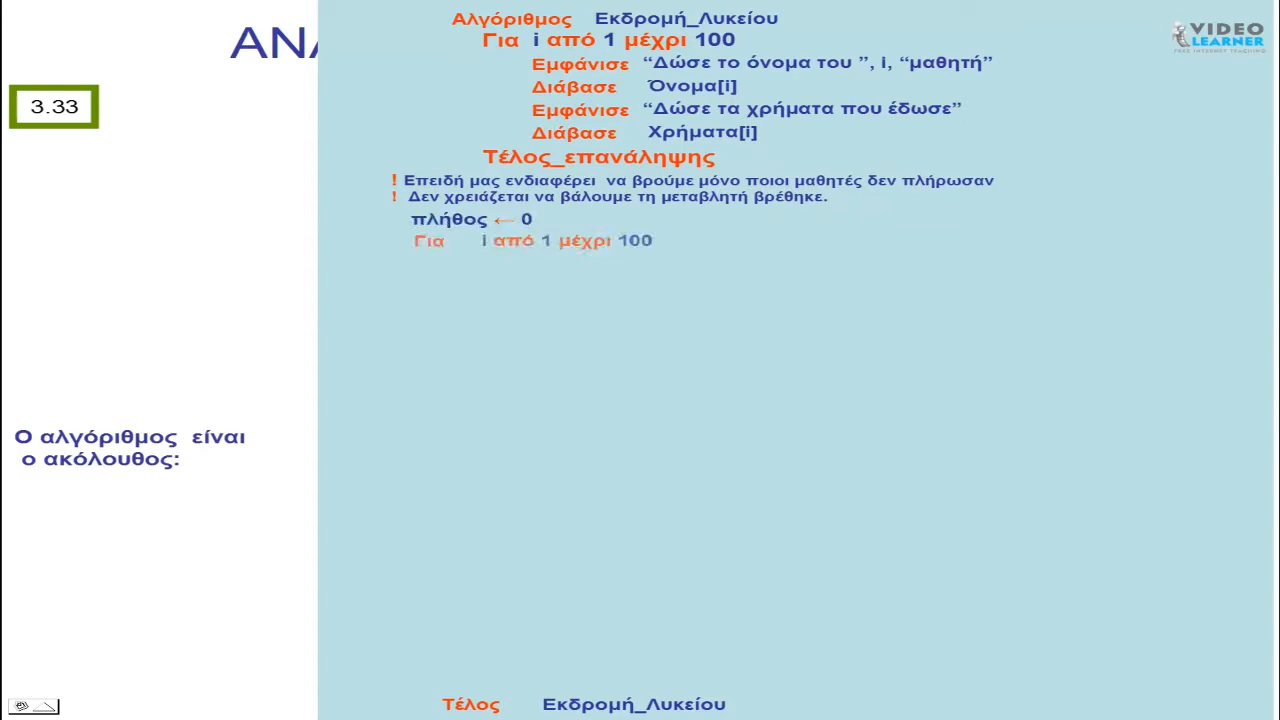 ΑΝΑ
Αλγόριθμος Εκδρομή_Λυκείου
Για i από 1 μέχρι 100
Εμφάνισε “Δώσε το όνομα του ”, i, “μαθητή”
Διάβασε Όνομα[i]
Εμφάνισε “Δώσε τα χρήματα που έδωσε”
Διάβασε Χρήματα[i]
Τέλος_επανάληψης
! Επειδή μας ενδιαφέρει να βρούμε μόνο ποιοι μαθητές δεν πλήρωσαν
! Δεν χρειάζεται να βάλουμε τη μεταβλητή βρέθηκε.
πλήθος ← 0
Για i από 1 μέχρι 100
Τέλος Εκδρομή_Λυκείου
3.33
Ο αλγόριθμος είναι
ο ακόλουθος:
VIDEO
LEARNER
FREE INTERNET TEACHING